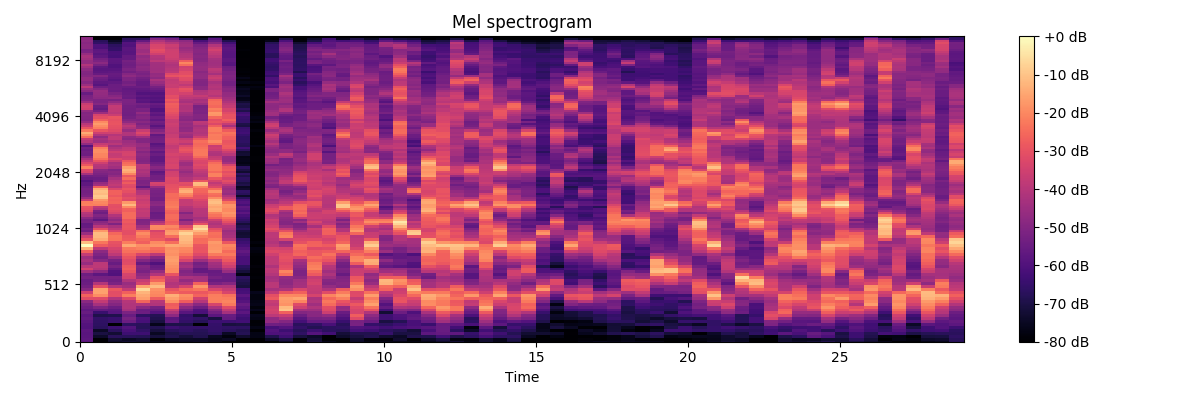 Mel spectrogram
Hz
8192
4096
2048
1024
512
0
0 5 10 15 20 25
Time
+0 dB
-10 dB
-20 dB
-30 dB
-40 dB
-50 dB
-60 dB
-70 dB
-80 dB